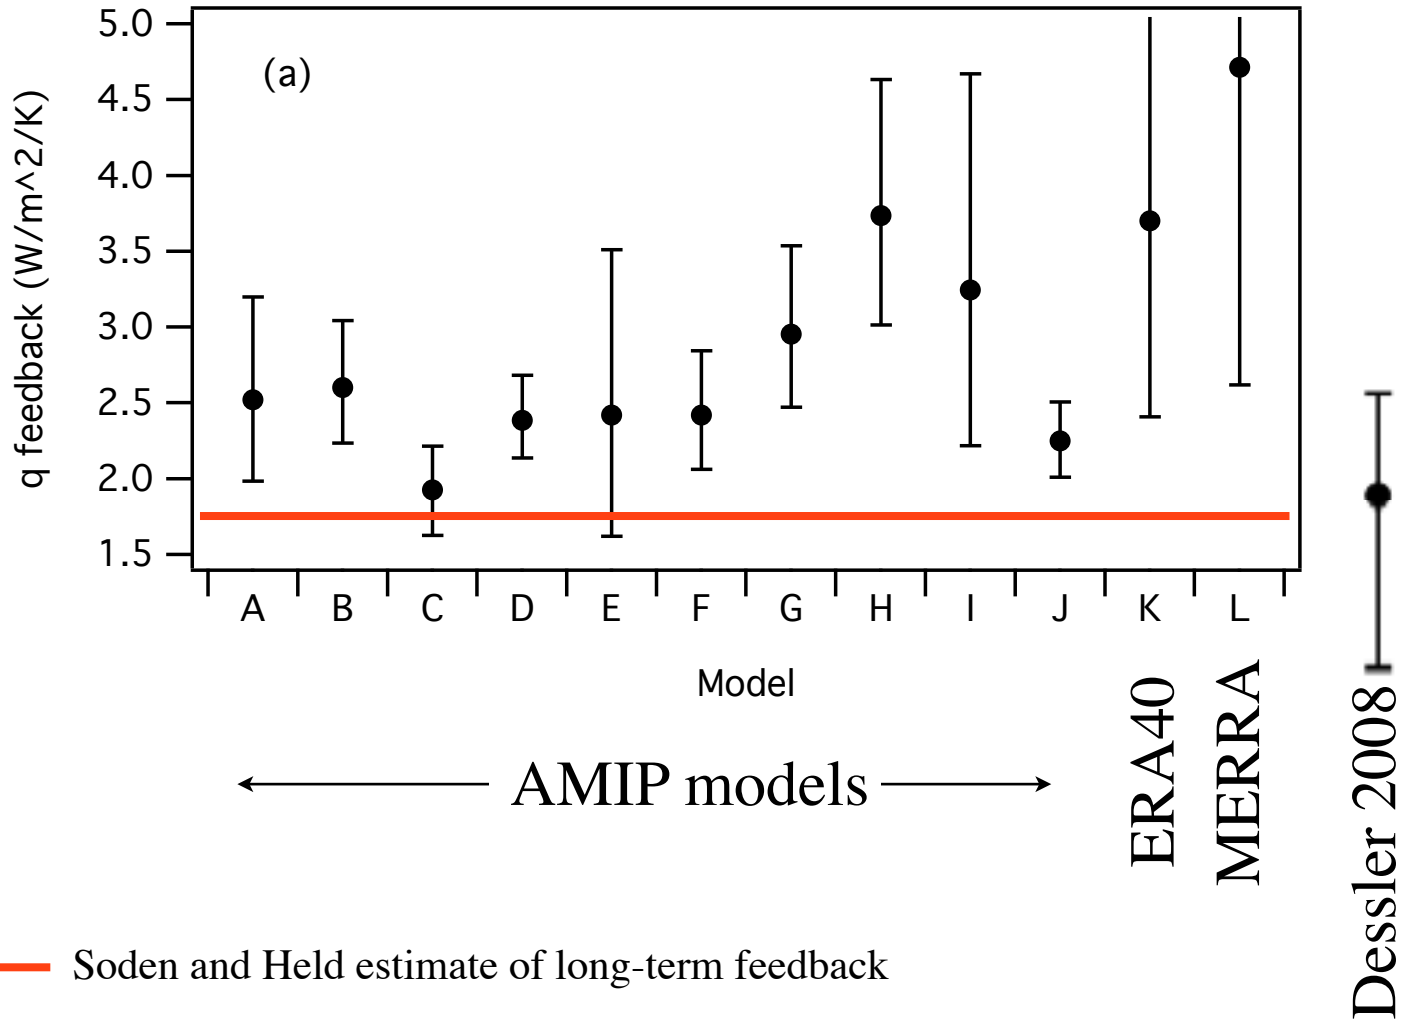 (a)
q feedback (W/m^2/K)
5.0
4.5
4.0
3.5
3.0
2.5
2.0
1.5
A B C D E F G H I J K L
Model
AMIP models
ERA40
MERRA
Dessler 2008
Soden and Held estimate of long-term feedback